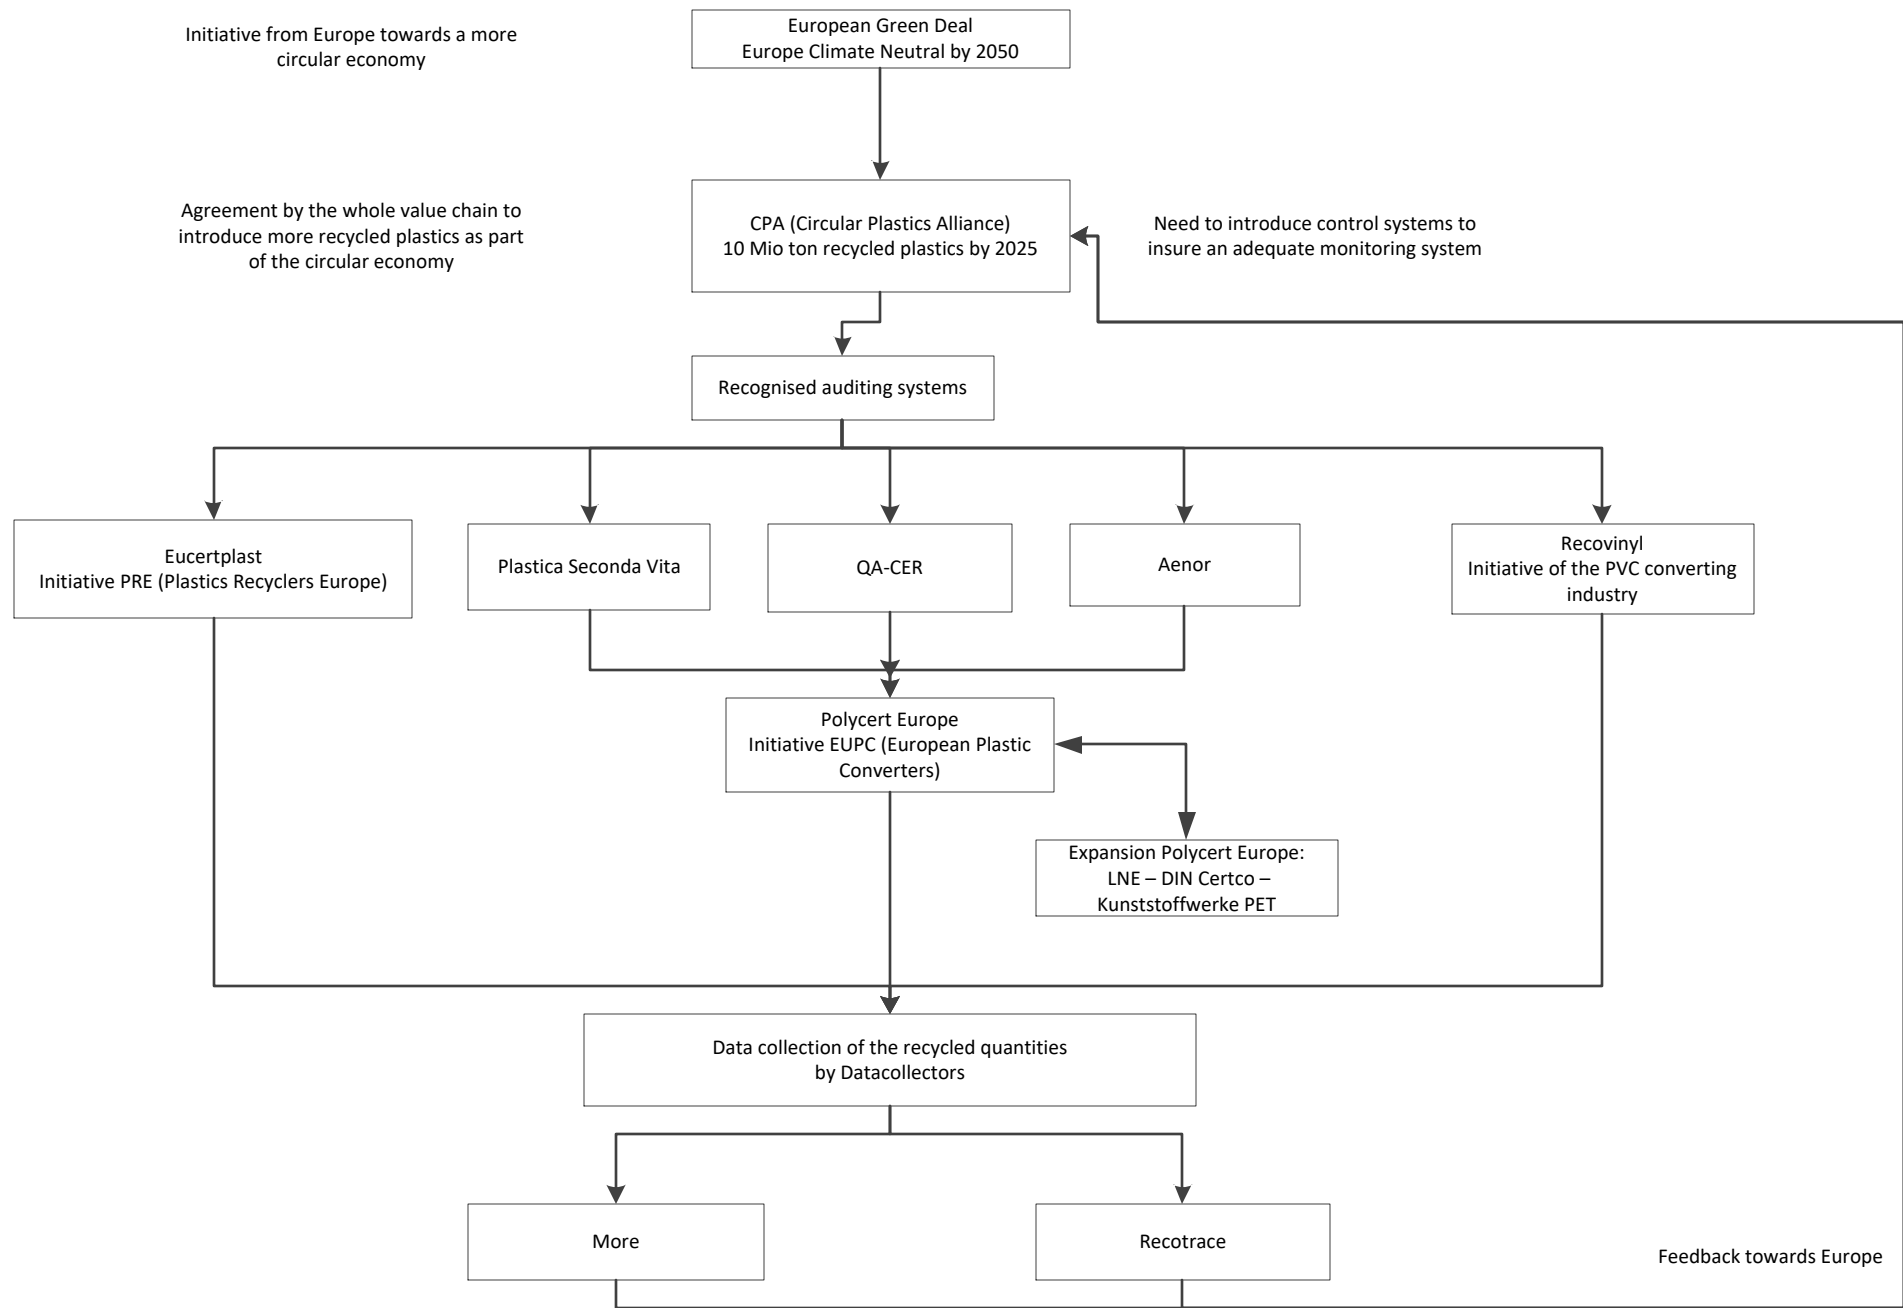 Initiative from Europe towards a more
circular economy
European Green Deal
Europe Climate Neutral by 2050
Agreement by the whole value chain to
introduce more recycled plastics as part
of the circular economy
CPA (Circular Plastics Alliance)
10 Mio ton recycled plastics by 2025
Need to introduce control systems to
insure an adequate monitoring system
Recognised auditing systems
Eucertplast
Initiative PRE (Plastics Recyclers Europe)
Plastica Seconda Vita
QA-CER
Aenor
Recovinyl
Initiative of the PVC converting
industry
Polycert Europe
Initiative EUPC (European Plastic
Converters)
Expansion Polycert Europe:
LNE – DIN Certco –
Kunststoffwerke PET
Data collection of the recycled quantities
by Datacollectors
More
Recotrace
Feedback towards Europe